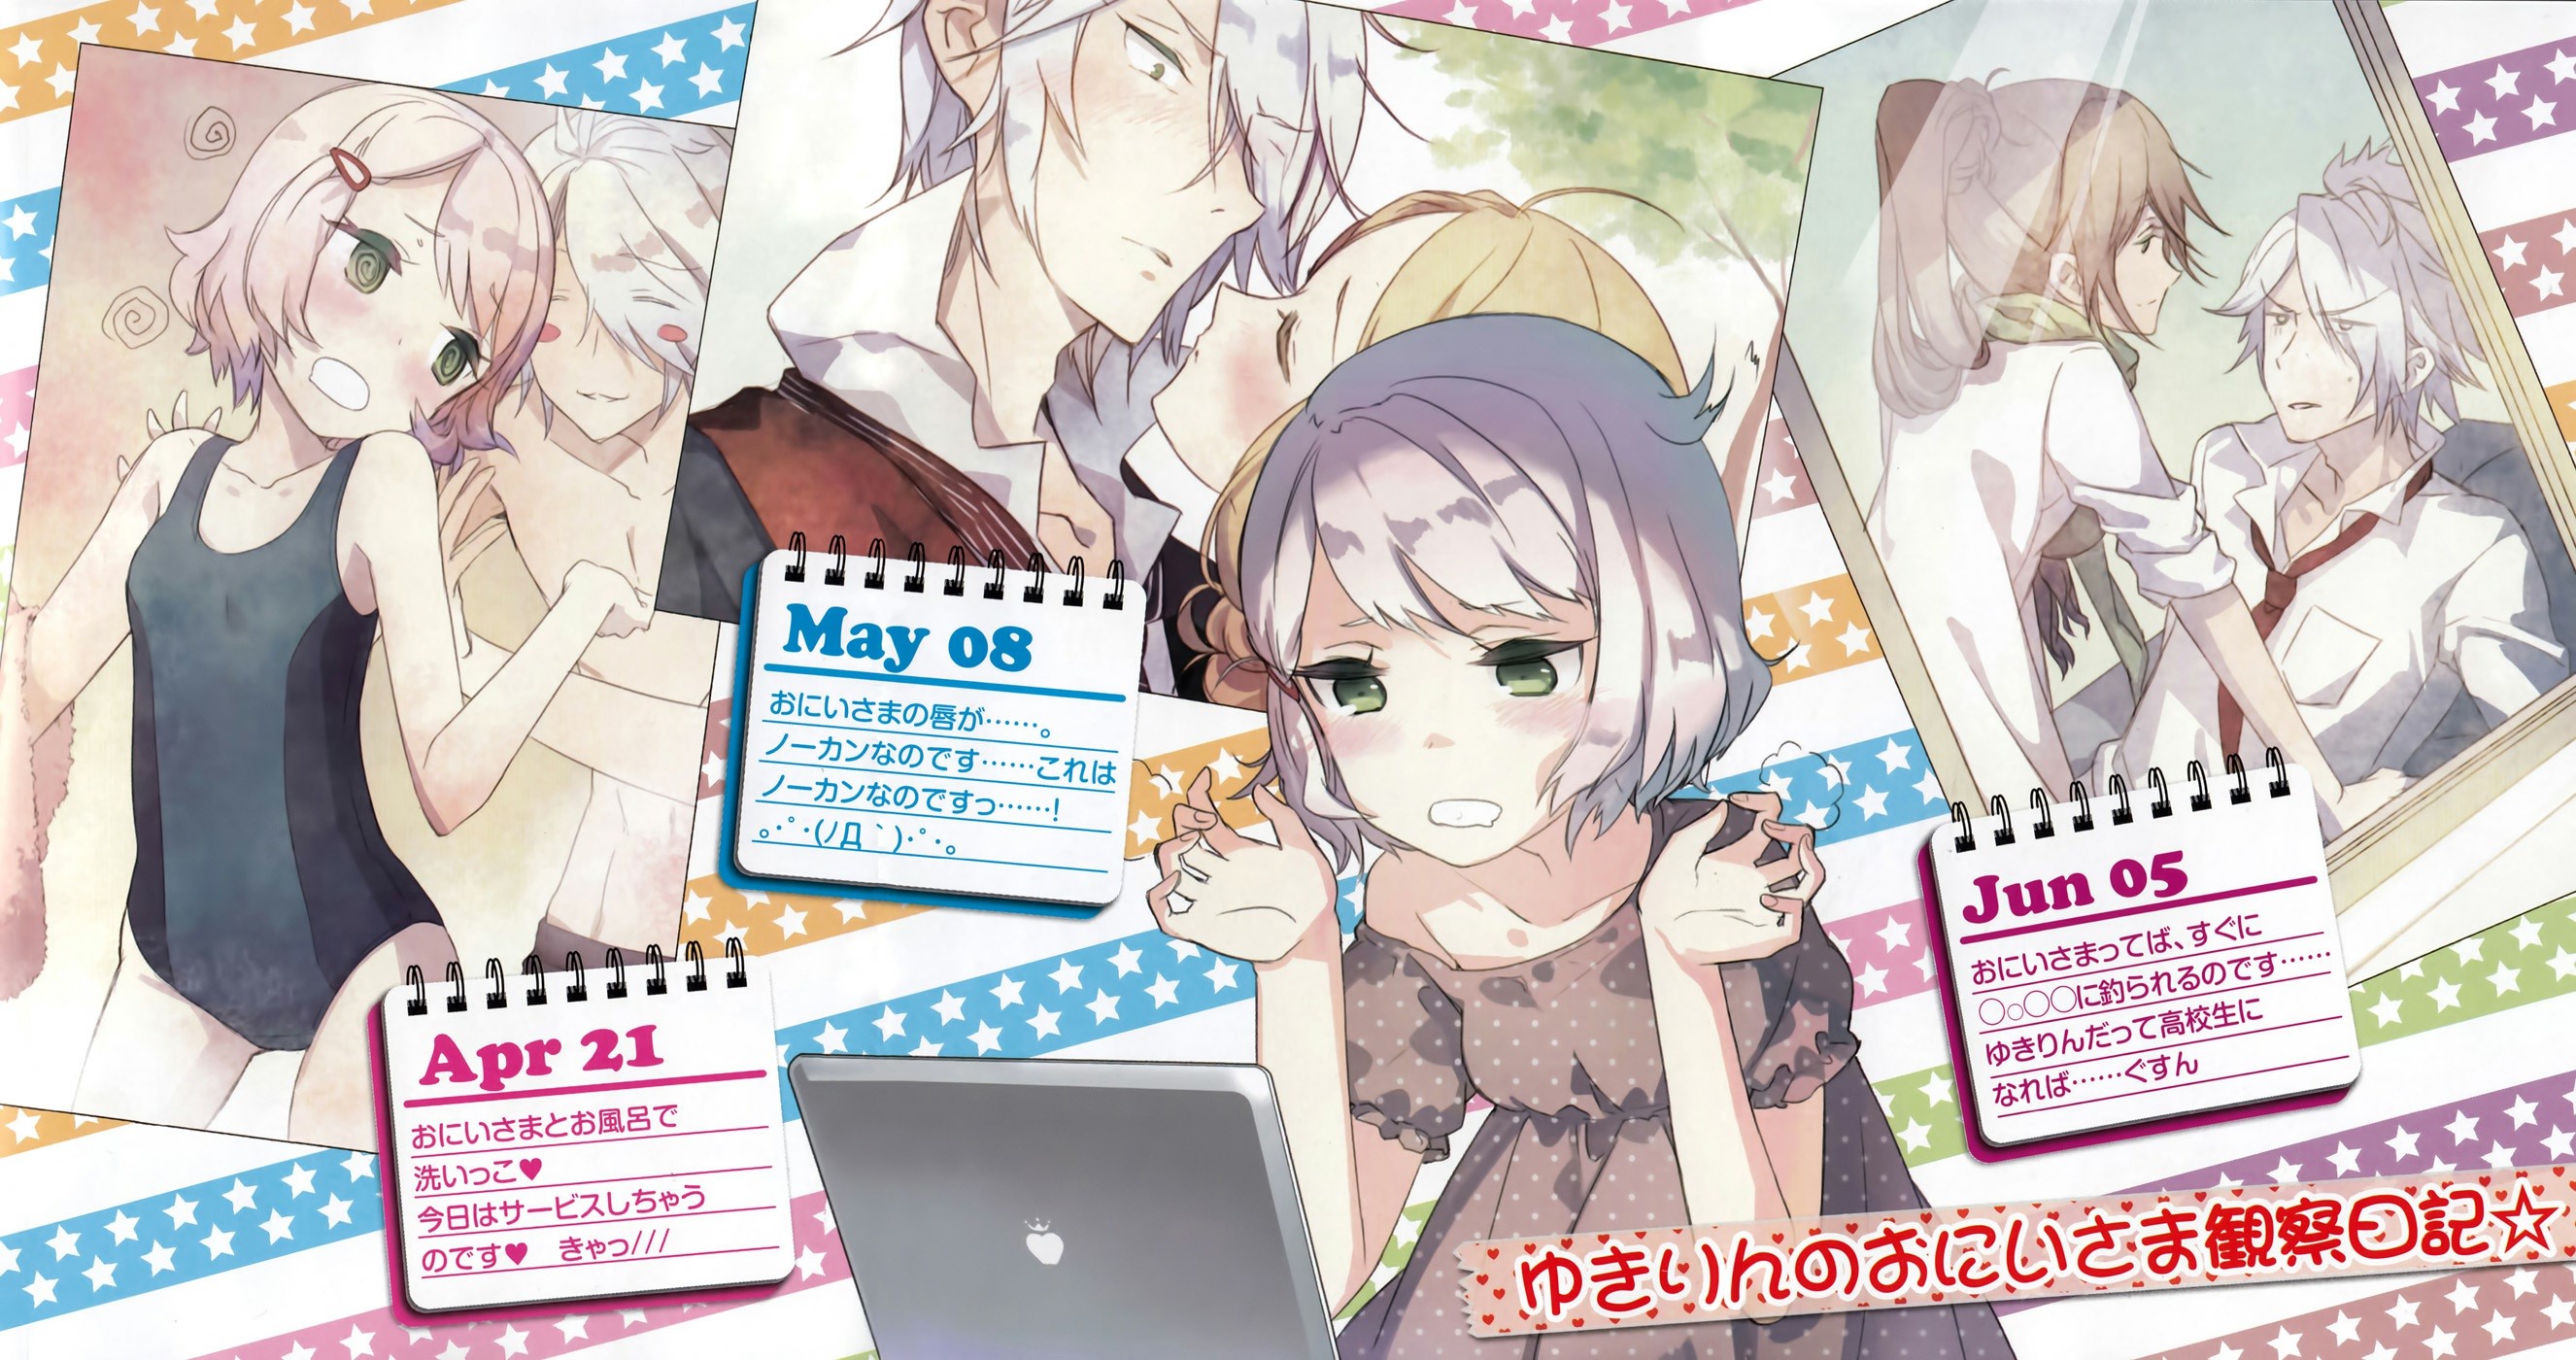 May 08
おにいさまの唇が……。
ノーカンなのです……これは
ノーカンなのですっ……!
｡･ﾟ･(ﾉД｀)･ﾟ･｡
Jun 05
おにいさまってば、すぐに
○○○○に釣られるのです……
ゆきりんだって高校生に
なれば……ぐすん
Apr 21
おにいさまとお風呂で
洗いっこ♥
今日はサービスしちゃう
のです♥　きゃっ///
ゆきりんのおにいさま観察日記☆